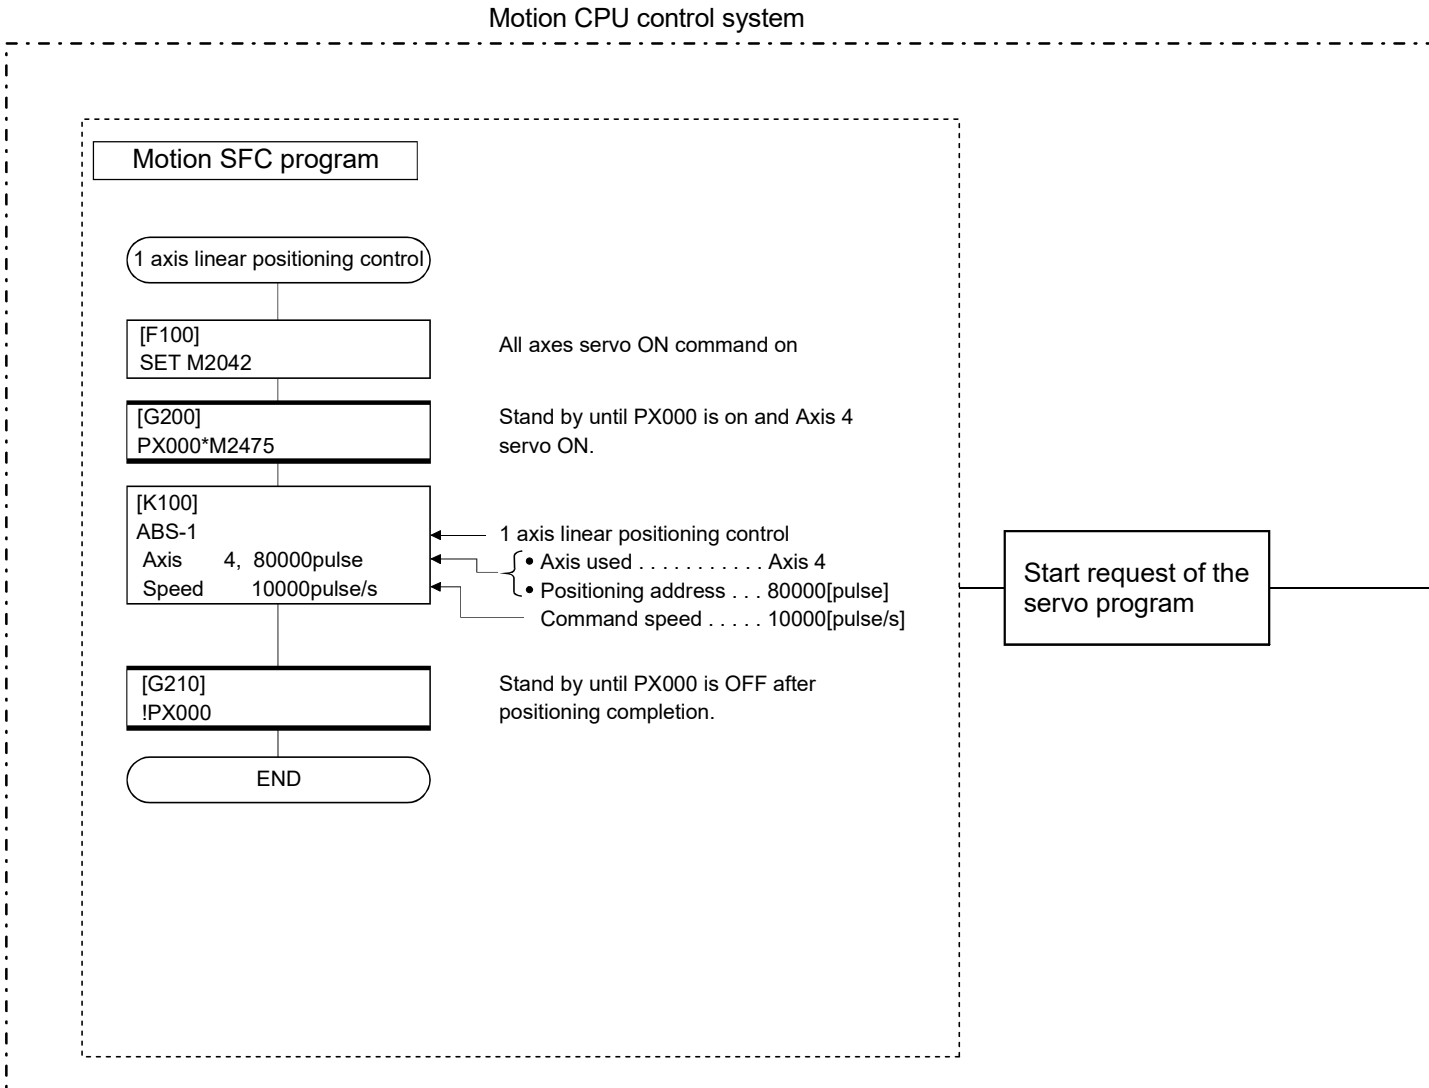 Motion CPU control system
Motion SFC program
1 axis linear positioning control
[F100]
SET M2042
All axes servo ON command on
[G200]
PX000*M2475
Stand by until PX000 is on and Axis 4
servo ON.
[K100]
ABS-1
Axis 4, 80000pulse
Speed 10000pulse/s
1 axis linear positioning control
• Axis used . . . . . . . . . . . Axis 4
• Positioning address . . . 80000[pulse]
Command speed . . . . . 10000[pulse/s]
Start request of the
servo program
[G210]
!PX000
Stand by until PX000 is OFF after
positioning completion.
END